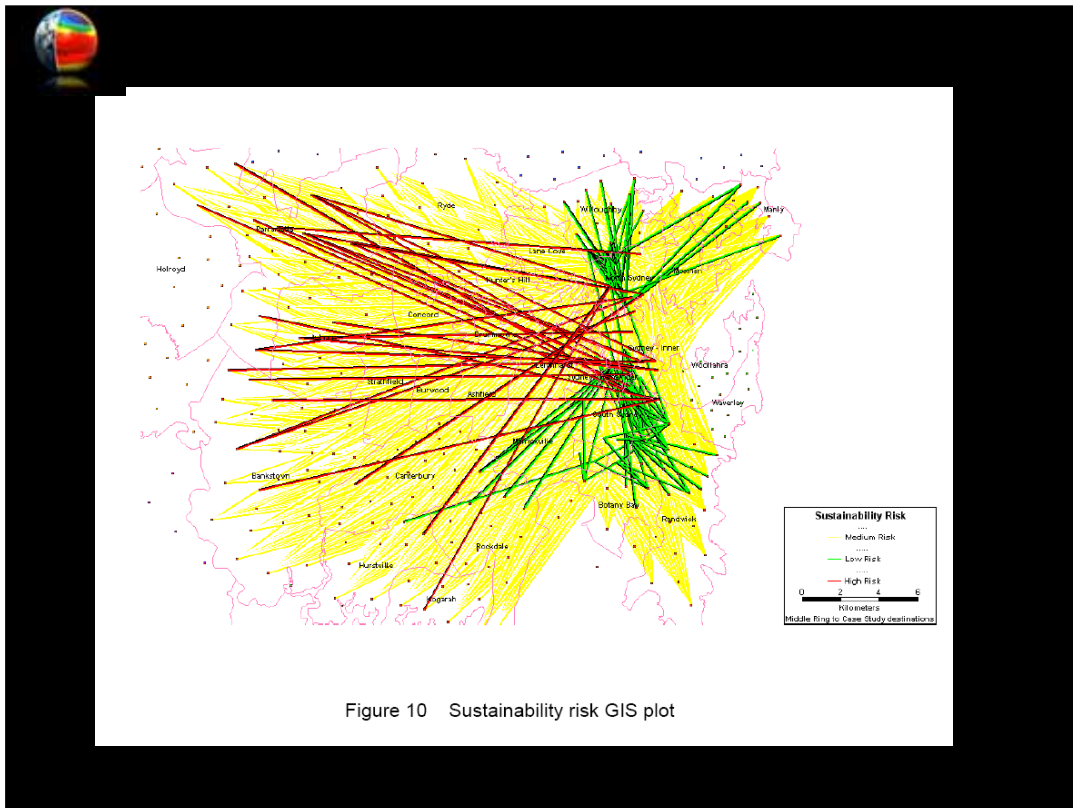 Ryde
Willoughby
Manly
Parramatta
Lane Cove
Holroyd
Mosman
North Sydney
Hunter's Hill
Concord
Drummoyne
Sydney - Inner
Leichhardt
Woollahra
Strathfield
Burwood
Ashfield
Waverley
South Sydney
Marrickville
Bankstown
Canterbury
Botany Bay
Randwick
Rockdale
Hurstville
Kogarah
Sustainability Risk
....
Medium Risk
.....
Low Risk
.....
High Risk
0 2 4 6
Kilometers
Middle Ring to Case Study destinations
Figure 10 Sustainability risk GIS plot